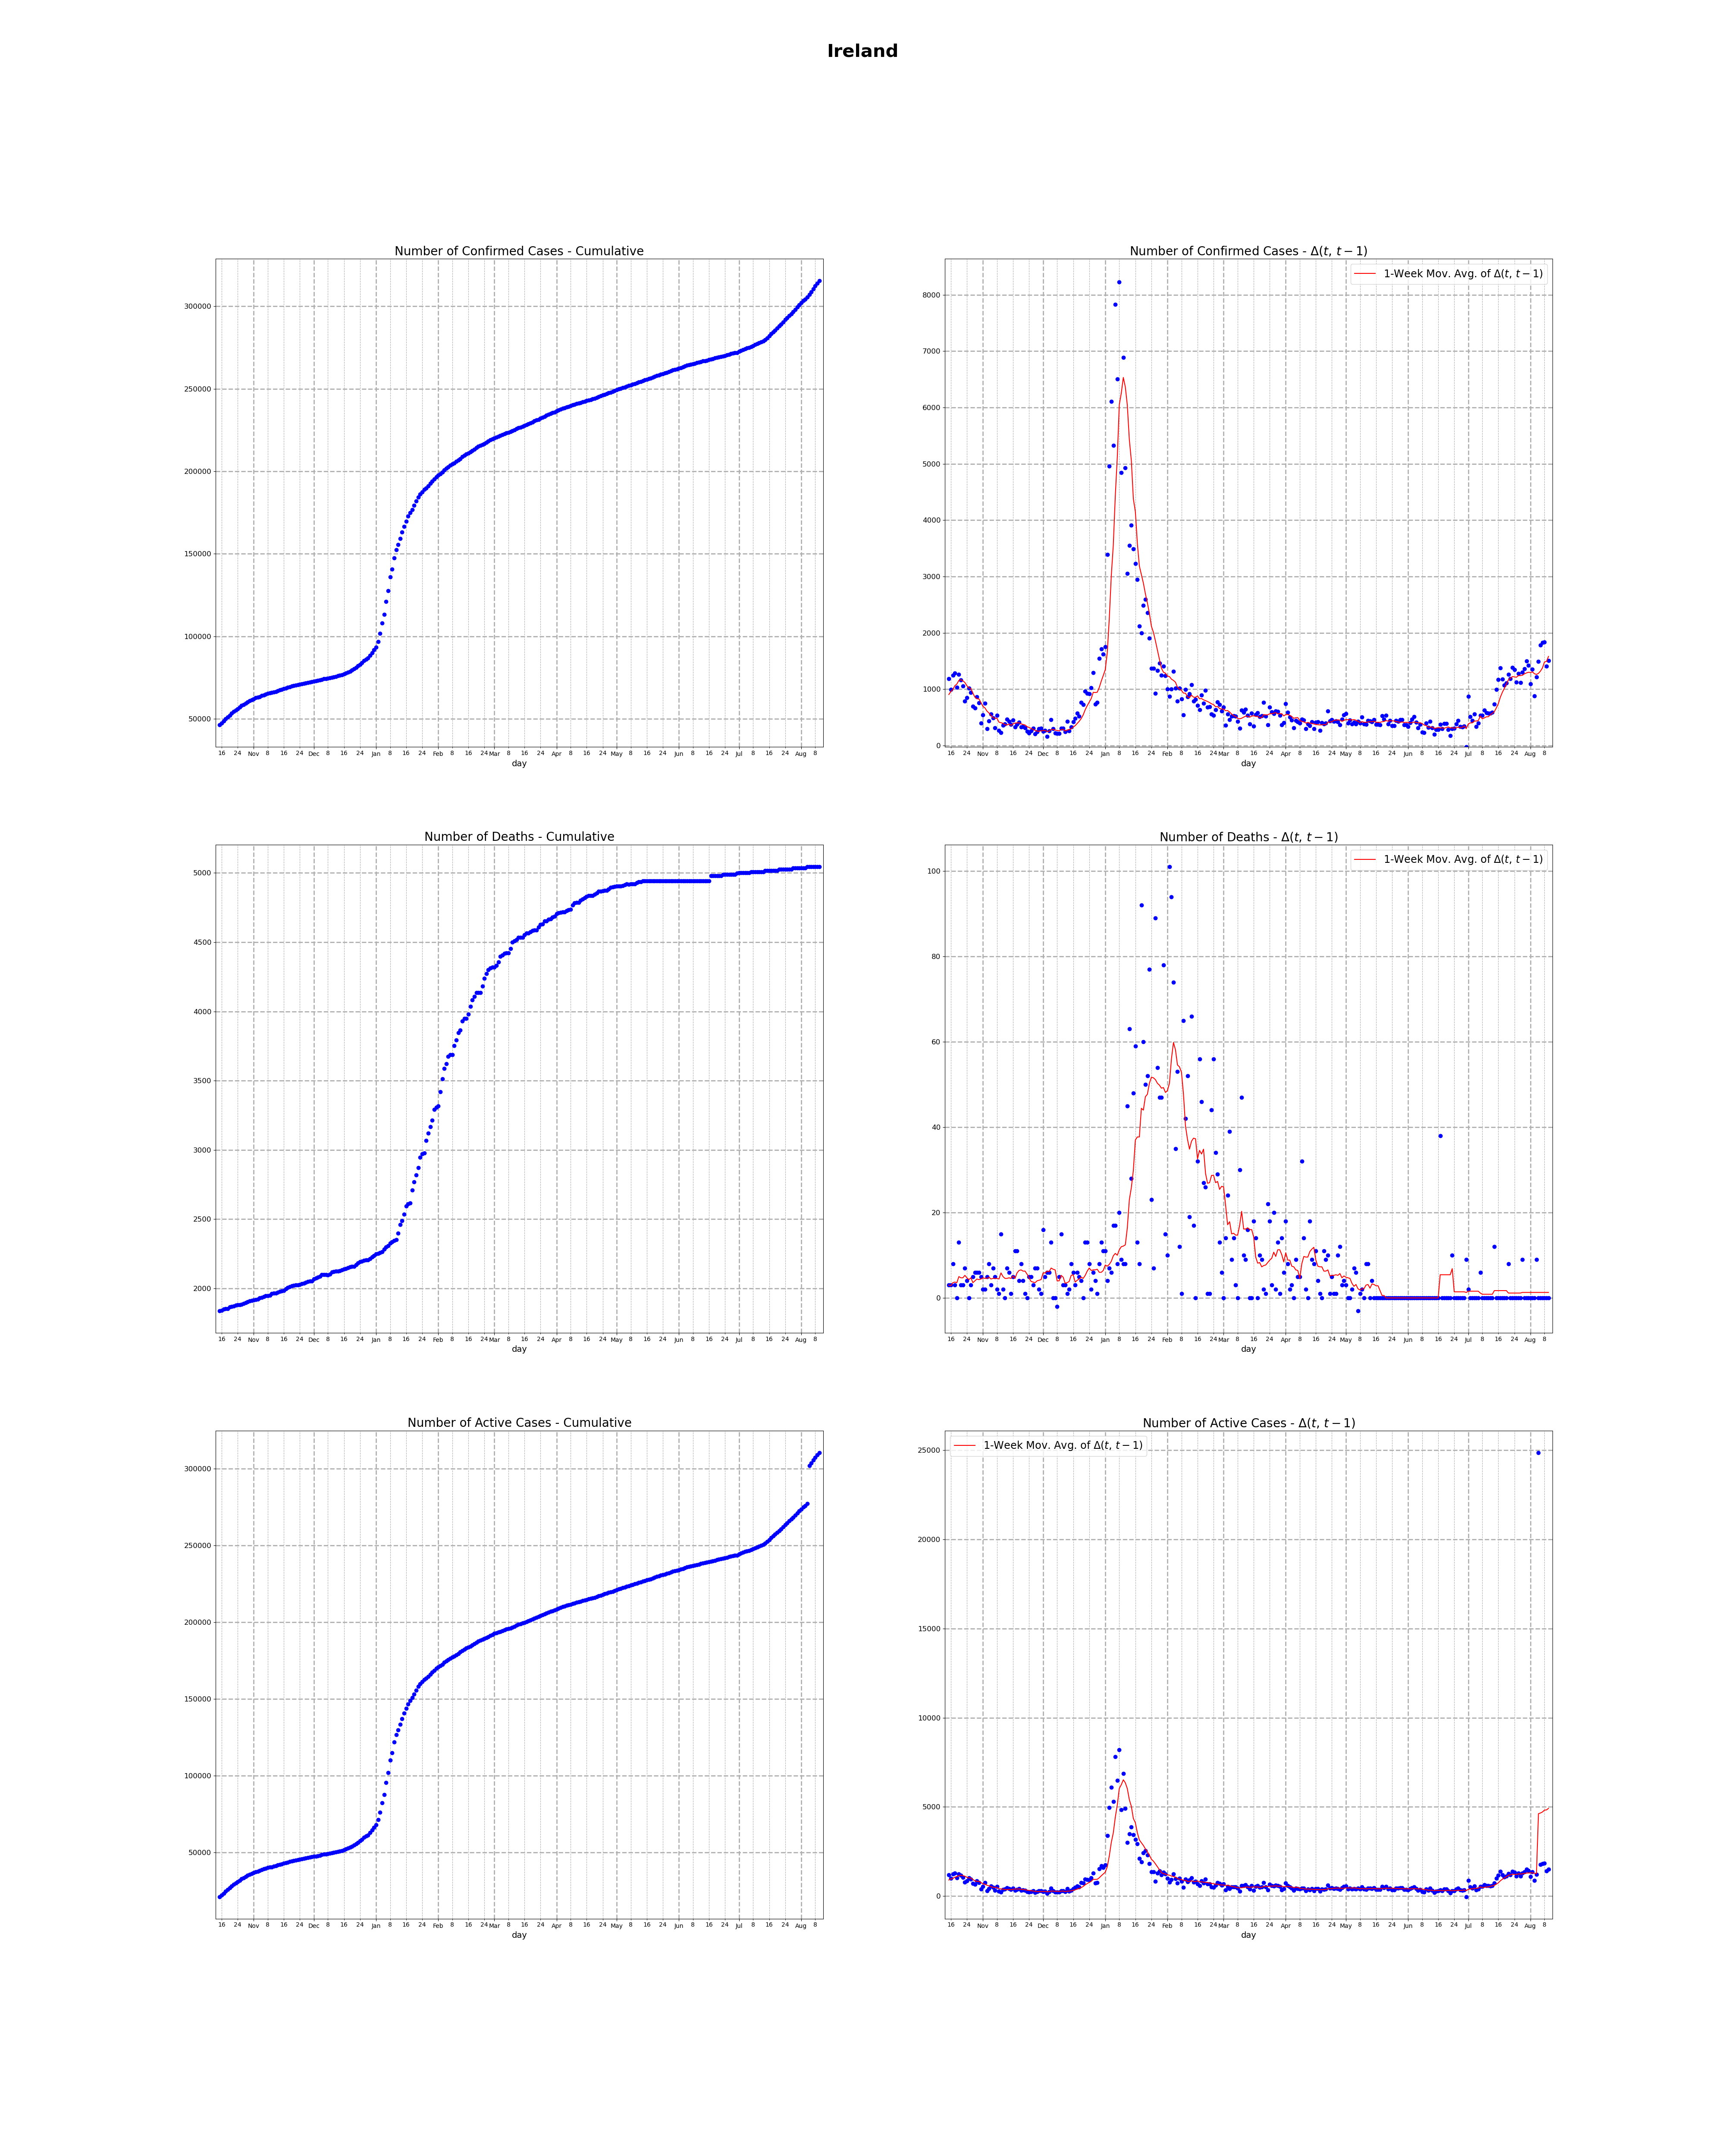 Ireland
Number of Confirmed Cases - Cumulative
300000
250000
200000
150000
100000
50000
16 24 Nov 8 16 24 Dec 8 16 24 Jan 8 16 24 Feb 8 16 24 Mar 8 16 24 Apr 8 16 24 May 8 16 24 Jun 8 16 24 Jul 8 16 24 Aug 8
day
Number of Confirmed Cases - Δ(t, t − 1)
1-Week Mov. Avg. of Δ(t, t − 1)
8000
7000
6000
5000
4000
3000
2000
1000
0
16 24 Nov 8 16 24 Dec 8 16 24 Jan 8 16 24 Feb 8 16 24 Mar 8 16 24 Apr 8 16 24 May 8 16 24 Jun 8 16 24 Jul 8 16 24 Aug 8
day
Number of Deaths - Cumulative
5000
4500
4000
3500
3000
2500
2000
16 24 Nov 8 16 24 Dec 8 16 24 Jan 8 16 24 Feb 8 16 24 Mar 8 16 24 Apr 8 16 24 May 8 16 24 Jun 8 16 24 Jul 8 16 24 Aug 8
day
Number of Deaths - Δ(t, t − 1)
1-Week Mov. Avg. of Δ(t, t − 1)
100
80
60
40
20
0
16 24 Nov 8 16 24 Dec 8 16 24 Jan 8 16 24 Feb 8 16 24 Mar 8 16 24 Apr 8 16 24 May 8 16 24 Jun 8 16 24 Jul 8 16 24 Aug 8
day
Number of Active Cases - Cumulative
300000
250000
200000
150000
100000
50000
16 24 Nov 8 16 24 Dec 8 16 24 Jan 8 16 24 Feb 8 16 24 Mar 8 16 24 Apr 8 16 24 May 8 16 24 Jun 8 16 24 Jul 8 16 24 Aug 8
day
Number of Active Cases - Δ(t, t − 1)
1-Week Mov. Avg. of Δ(t, t − 1)
25000
20000
15000
10000
5000
0
16 24 Nov 8 16 24 Dec 8 16 24 Jan 8 16 24 Feb 8 16 24 Mar 8 16 24 Apr 8 16 24 May 8 16 24 Jun 8 16 24 Jul 8 16 24 Aug 8
day